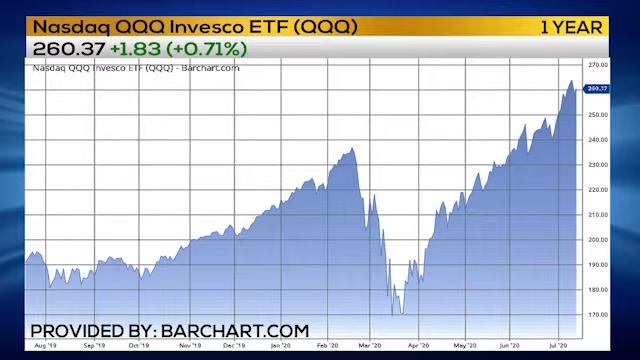 Nasdaq QQQ Invesco ETF (QQQ)
1 YEAR
260.37 +1.83 (+0.71%)
Nasdaq QQQ Invesco ETF (QQQ) - Barchart.com
270.00
260.37
250.00
240.00
230.00
220.00
210.00
200.00
190.00
180.00
170.00
PROVIDED BY: BARCHART.COM
Aug '19 Sep '19 Oct '19 Nov '19 Dec '19 Jan '20 Feb '20 Mar '20 Apr '20 May '20 Jun '20 Jul '20